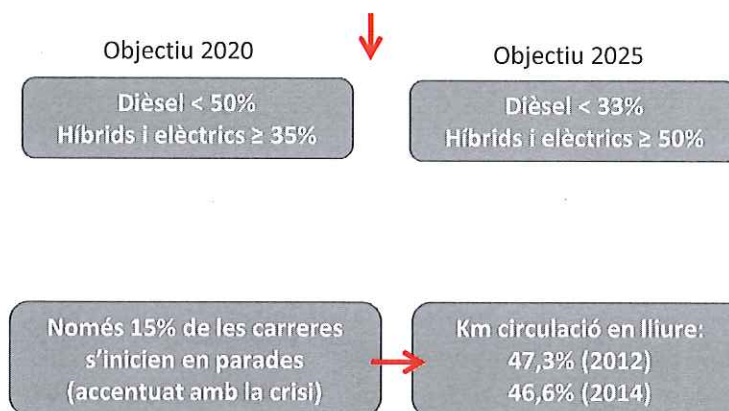 Objectiu 2020
Dièsel < 50%
Híbrids i elèctrics ≥ 35%
Objectiu 2025
Dièsel < 33%
Híbrids i elèctrics ≥ 50%
Només 15% de les carreres
s'inicien en parades
(accentuat amb la crisi)
Km circulació en lliure:
47,3% (2012)
46,6% (2014)